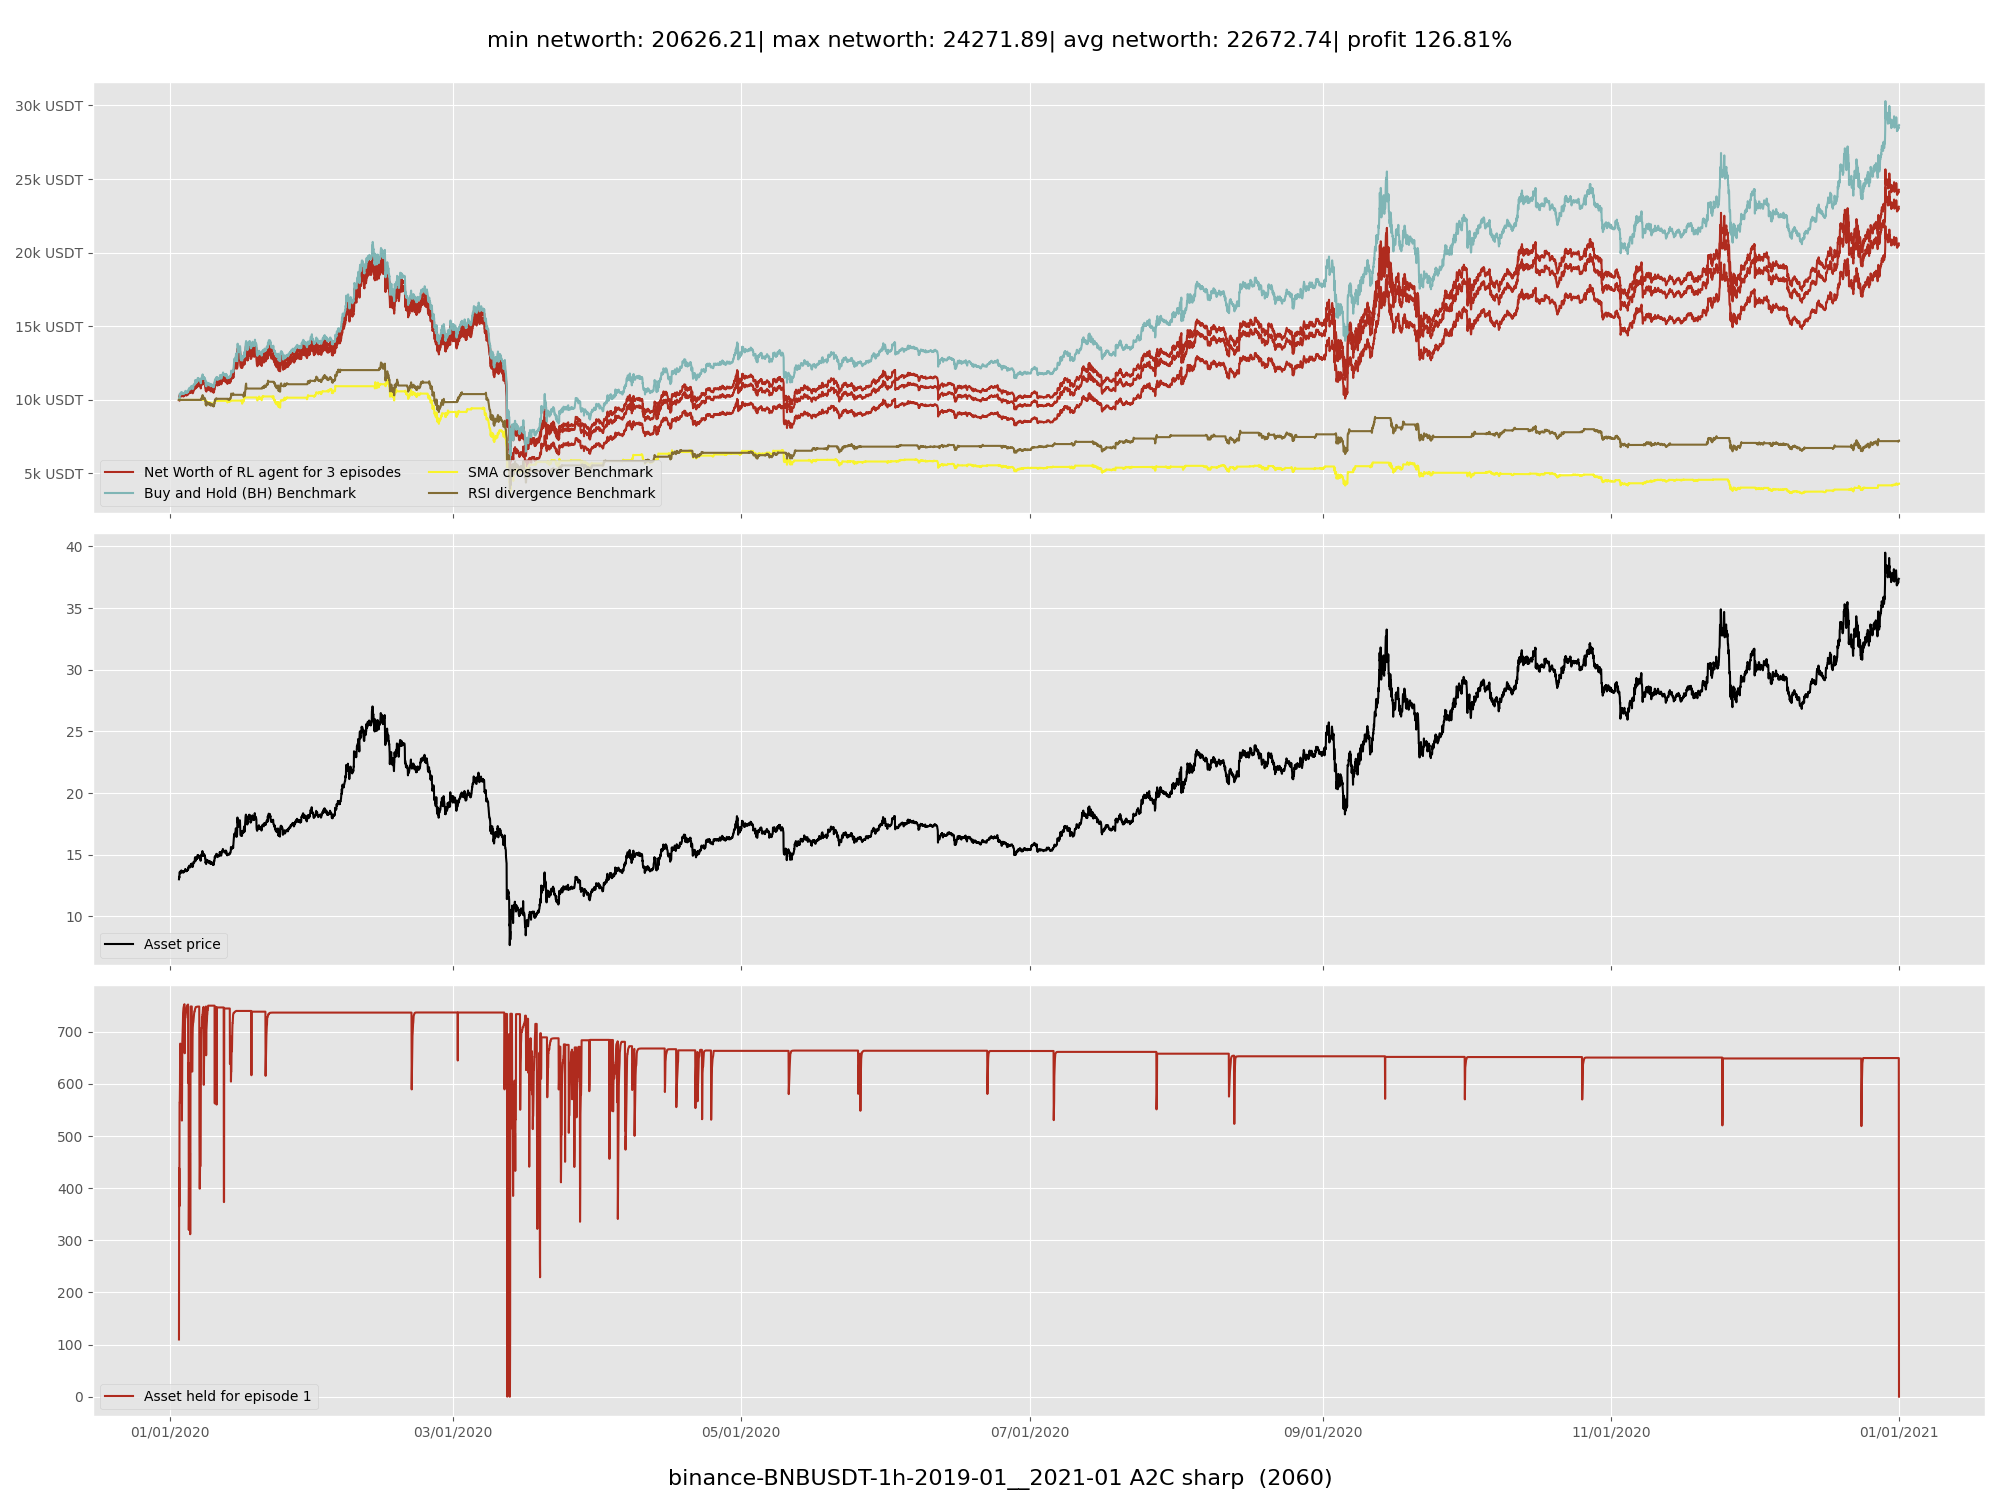 min networth: 20626.21| max networth: 24271.89| avg networth: 22672.74| profit 126.81%
30k USDT
25k USDT
20k USDT
15k USDT
10k USDT
5k USDT
Net Worth of RL agent for 3 episodes
Buy and Hold (BH) Benchmark
SMA crossover Benchmark
RSI divergence Benchmark
40
35
30
25
20
15
10
Asset price
700
600
500
400
300
200
100
0
Asset held for episode 1
01/01/2020 03/01/2020 05/01/2020 07/01/2020 09/01/2020 11/01/2020 01/01/2021
binance-BNBUSDT-1h-2019-01__2021-01 A2C sharp (2060)